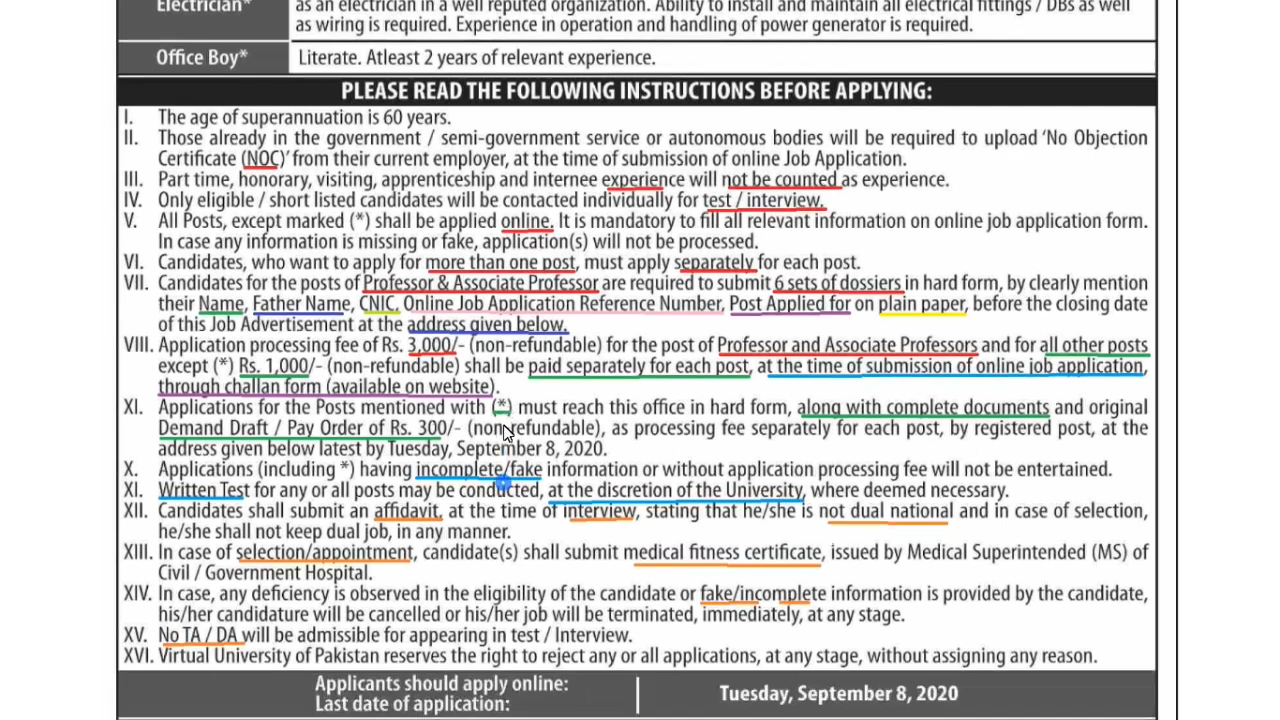 Electrician*
as an electrician in a well reputed organization. Ability to install and maintain all electrical fittings / DBs as well
as wiring is required. Experience in operation and handling of power generator is required.
Office Boy*
Literate. Atleast 2 years of relevant experience.
PLEASE READ THE FOLLOWING INSTRUCTIONS BEFORE APPLYING:
I. The age of superannuation is 60 years.
II. Those already in the government / semi-government service or autonomous bodies will be required to upload 'No Objection
Certificate (NOC)' from their current employer, at the time of submission of online Job Application.
III. Part time, honorary, visiting, apprenticeship and internee experience will not be counted as experience.
IV. Only eligible / short listed candidates will be contacted individually for test / interview.
V. All Posts, except marked (*) shall be applied online. It is mandatory to fill all relevant information on online job application form.
In case any information is missing or fake, application(s) will not be processed.
VI. Candidates, who want to apply for more than one post, must apply separately for each post.
VII. Candidates for the posts of Professor & Associate Professor are required to submit 6 sets of dossiers in hard form, by clearly mention
their Name, Father Name, CNIC, Online Job Application Reference Number, Post Applied for on plain paper, before the closing date
of this Job Advertisement at the address given below.
VIII. Application processing fee of Rs. 3,000/- (non-refundable) for the post of Professor and Associate Professors and for all other posts
except (*) Rs. 1,000/- (non-refundable) shall be paid separately for each post, at the time of submission of online job application,
through challan form (available on website).
XI. Applications for the Posts mentioned with (*) must reach this office in hard form, along with complete documents and original
Demand Draft / Pay Order of Rs. 300/- (non-refundable), as processing fee separately for each post, by registered post, at the
address given below latest by Tuesday, September 8, 2020.
X. Applications (including *) having incomplete/fake information or without application processing fee will not be entertained.
XI. Written Test for any or all posts may be conducted, at the discretion of the University, where deemed necessary.
XII. Candidates shall submit an affidavit, at the time of interview, stating that he/she is not dual national and in case of selection,
he/she shall not keep dual job, in any manner.
XIII. In case of selection/appointment, candidate(s) shall submit medical fitness certificate, issued by Medical Superintended (MS) of
Civil / Government Hospital.
XIV. In case, any deficiency is observed in the eligibility of the candidate or fake/incomplete information is provided by the candidate,
his/her candidature will be cancelled or his/her job will be terminated, immediately, at any stage.
XV. No TA / DA will be admissible for appearing in test / Interview.
XVI. Virtual University of Pakistan reserves the right to reject any or all applications, at any stage, without assigning any reason.
Applicants should apply online:
Last date of application:
Tuesday, September 8, 2020